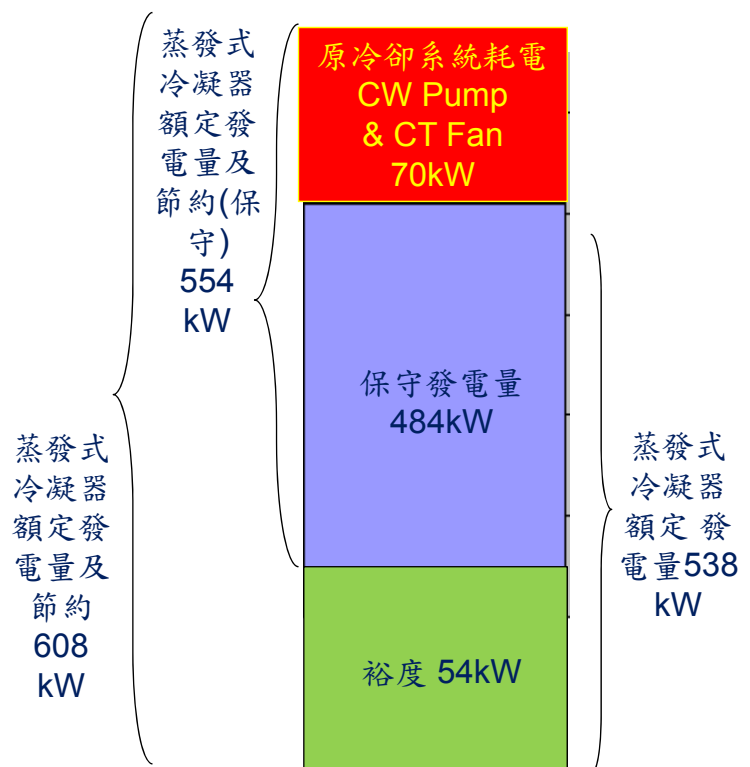 蒸發式
冷凝器
額定發
電量及
節約(保
守)
554
kW
原冷卻系統耗電
CW Pump
& CT Fan
70kW
保守發電量
484kW
蒸發式
冷凝器
額定發
電量及
節約
608
kW
蒸發式
冷凝器
額定 發
電量538
kW
裕度 54kW